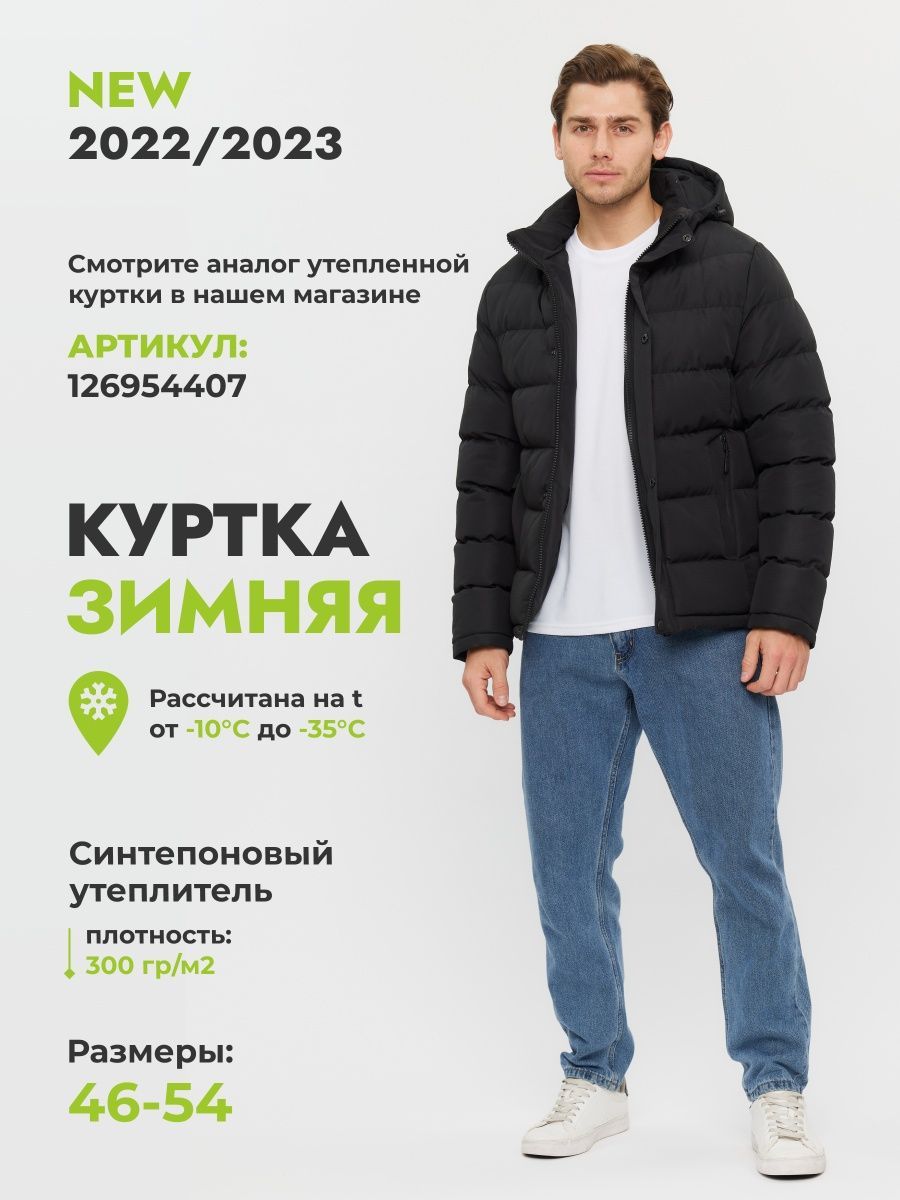 NEW
2022/2023
Смотрите аналог утепленной
куртки в нашем магазине
АРТИКУЛ:
126954407
КУРТКА
ЗИМНЯЯ
Рассчитана на t
от -10°С до -35°С
Синтепоновый
утеплитель
плотность:
300 гр/м2
Размеры:
46-54